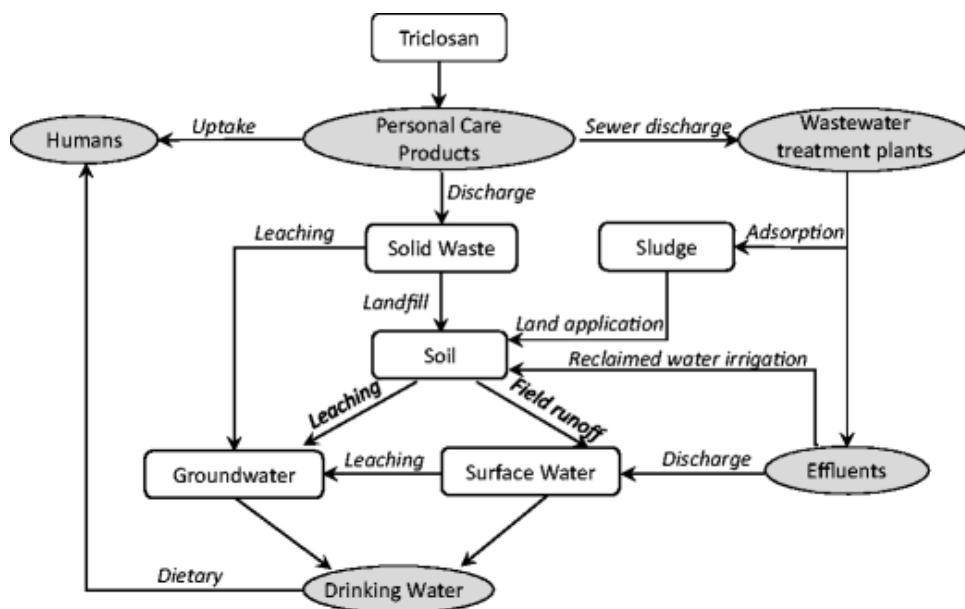 Triclosan
Humans
Uptake
Personal Care
Products
Sewer discharge
Wastewater
treatment plants
Discharge
Leaching
Solid Waste
Sludge
Adsorption
Landfill
Land application
Soil
Reclaimed water irrigation
Leaching
Field runoff
Groundwater
Leaching
Surface Water
Discharge
Effluents
Dietary
Drinking Water